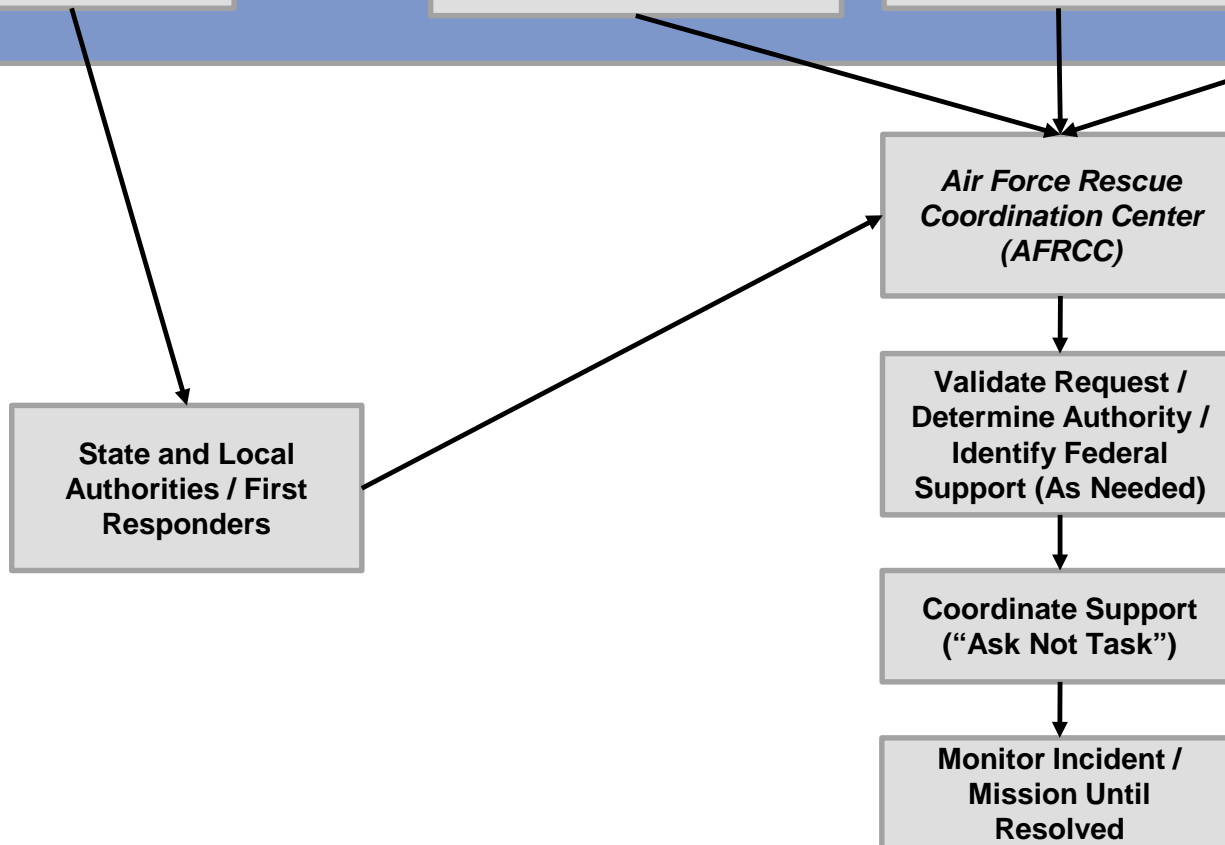 Air Force Rescue
Coordination Center
(AFRCC)
Validate Request /
Determine Authority /
Identify Federal
Support (As Needed)
State and Local
Authorities / First
Responders
Coordinate Support
(“Ask Not Task”)
Monitor Incident /
Mission Until
Resolved